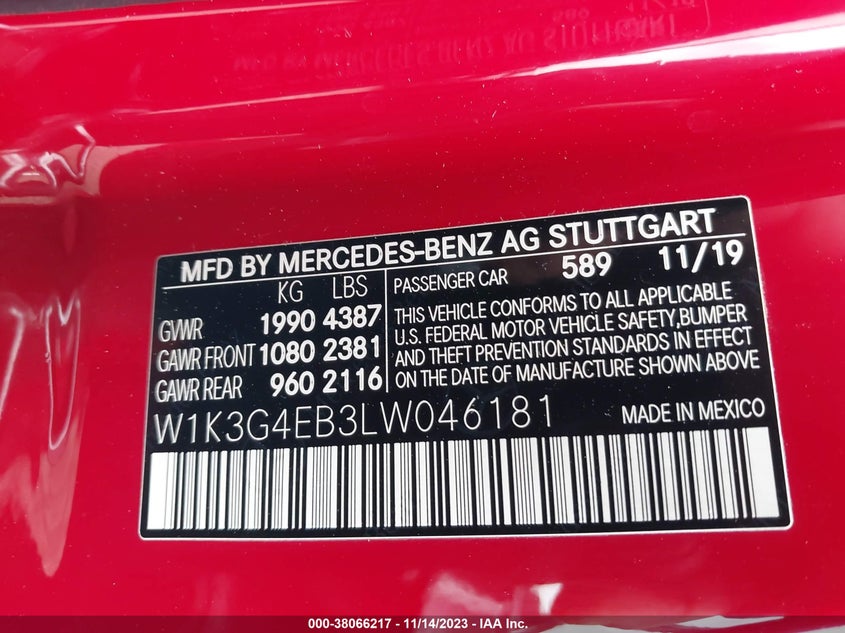 MFD BY MERCEDES-BENZ AG STUTTGART
KG LBS
GVWR 1990 4387
GAWR FRONT 1080 2381
GAWR REAR 960 2116
PASSENGER CAR 589 11/19
THIS VEHICLE CONFORMS TO ALL APPLICABLE
U.S. FEDERAL MOTOR VEHICLE SAFETY,BUMPER
AND THEFT PREVENTION STANDARDS IN EFFECT
ON THE DATE OF MANUFACTURE SHOWN ABOVE
W1K3G4EB3LW046181
MADE IN MEXICO
000-38066217 - 11/14/2023 - IAA Inc.